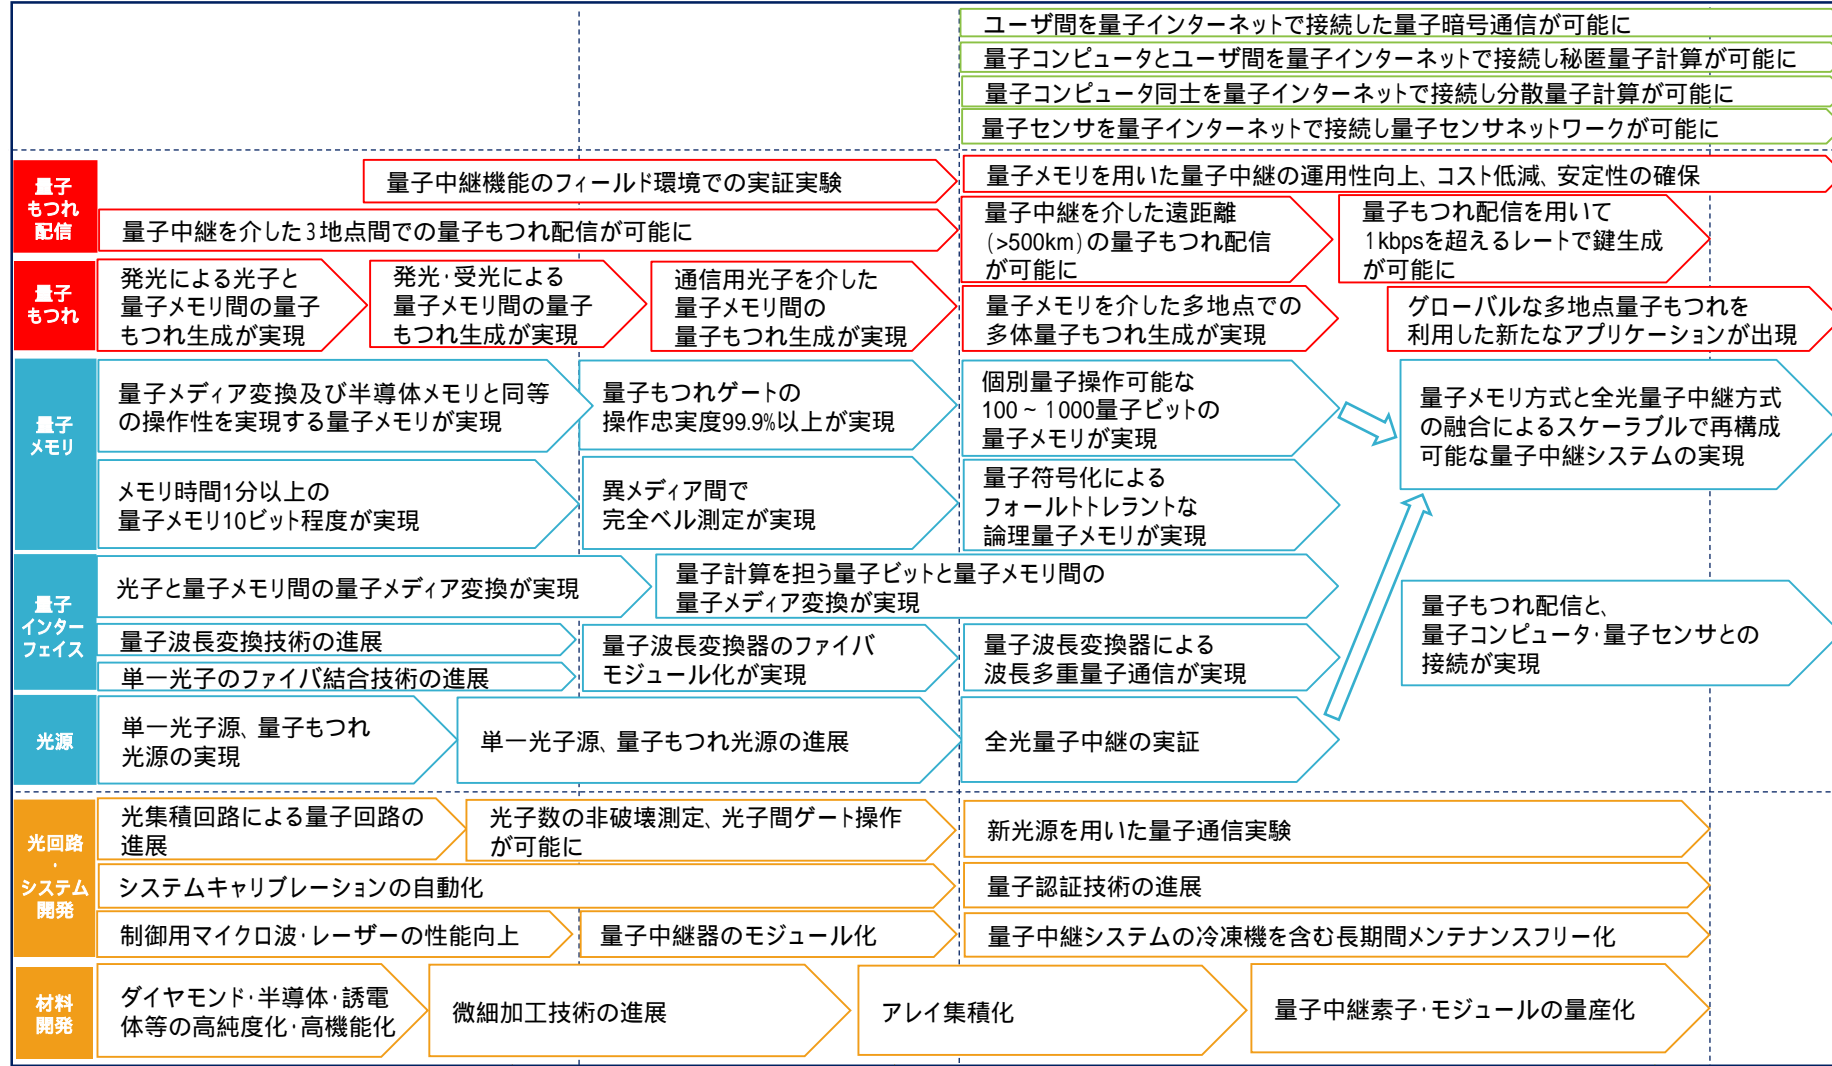 ユーザ間を量子インターネットで接続した量子暗号通信が可能に
量子コンピュータとユーザ間を量子インターネットで接続し秘匿量子計算が可能に
量子コンピュータ同士を量子インターネットで接続し分散量子計算が可能に
量子センサを量子インターネットで接続し量子センサネットワークが可能に
量子
もつれ
配信
量子中継機能のフィールド環境での実証実験
量子メモリを用いた量子中継の運用性向上、コスト低減、安定性の確保
量子中継を介した3地点間での量子もつれ配信が可能に
量子中継を介した遠距離
(>500km)の量子もつれ配信
が可能に
量子もつれ配信を用いて
1kbpsを超えるレートで鍵生成
が可能に
量子
もつれ
発光による光子と
量子メモリ間の量子
もつれ生成が実現
発光・受光による
量子メモリ間の量子
もつれ生成が実現
通信用光子を介した
量子メモリ間の
量子もつれ生成が実現
量子メモリを介した多地点での
多体量子もつれ生成が実現
グローバルな多地点量子もつれを
利用した新たなアプリケーションが出現
量子
メモリ
量子メディア変換及び半導体メモリと同等
の操作性を実現する量子メモリが実現
量子もつれゲートの
操作忠実度99.9%以上が実現
個別量子操作可能な
100~1000量子ビットの
量子メモリが実現
量子メモリ方式と全光量子中継方式
の融合によるスケーラブルで再構成
可能な量子中継システムの実現
メモリ時間1分以上の
量子メモリ10ビット程度が実現
異メディア間で
完全ベル測定が実現
量子符号化による
フォールトトレラントな
論理量子メモリが実現
量子
インター
フェイス
光子と量子メモリ間の量子メディア変換が実現
量子計算を担う量子ビットと量子メモリ間の
量子メディア変換が実現
量子もつれ配信と、
量子コンピュータ・量子センサとの
接続が実現
量子波長変換技術の進展
単一光子のファイバ結合技術の進展
量子波長変換器のファイバ
モジュール化が実現
量子波長変換器による
波長多重量子通信が実現
光源
単一光子源、量子もつれ
光源の実現
単一光子源、量子もつれ光源の進展
全光量子中継の実証
光回路
・
システム
開発
光集積回路による量子回路の
進展
光子数の非破壊測定、光子間ゲート操作
が可能に
新光源を用いた量子通信実験
システムキャリブレーションの自動化
量子認証技術の進展
制御用マイクロ波・レーザーの性能向上
量子中継器のモジュール化
量子中継システムの冷凍機を含む長期間メンテナンスフリー化
材料
開発
ダイヤモンド・半導体・誘電
体等の高純度化・高機能化
微細加工技術の進展
アレイ集積化
量子中継素子・モジュールの量産化